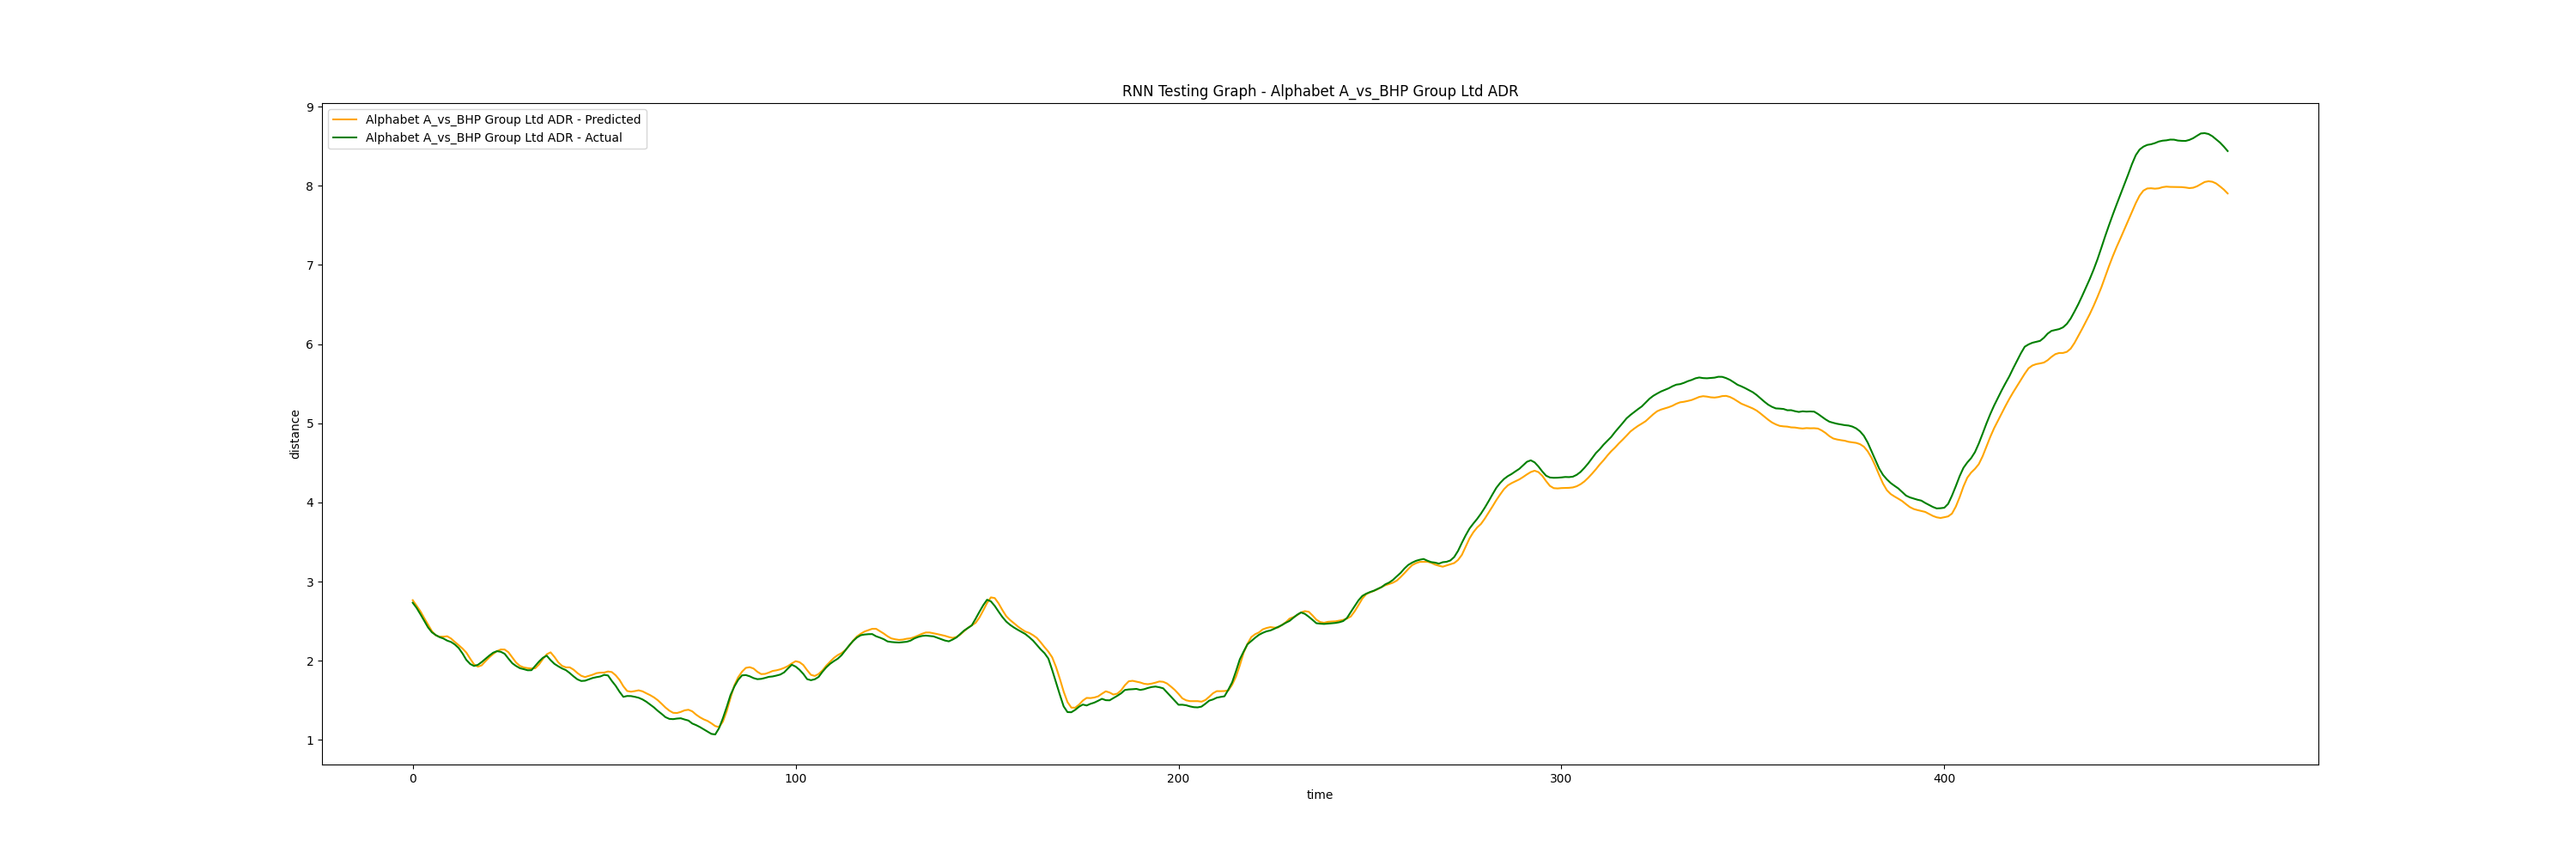 RNN Testing Graph - Alphabet A_vs_BHP Group Ltd ADR
Alphabet A_vs_BHP Group Ltd ADR - Predicted
Alphabet A_vs_BHP Group Ltd ADR - Actual
9
8
7
6
5
4
3
2
1
distance
0 100 200 300 400
time